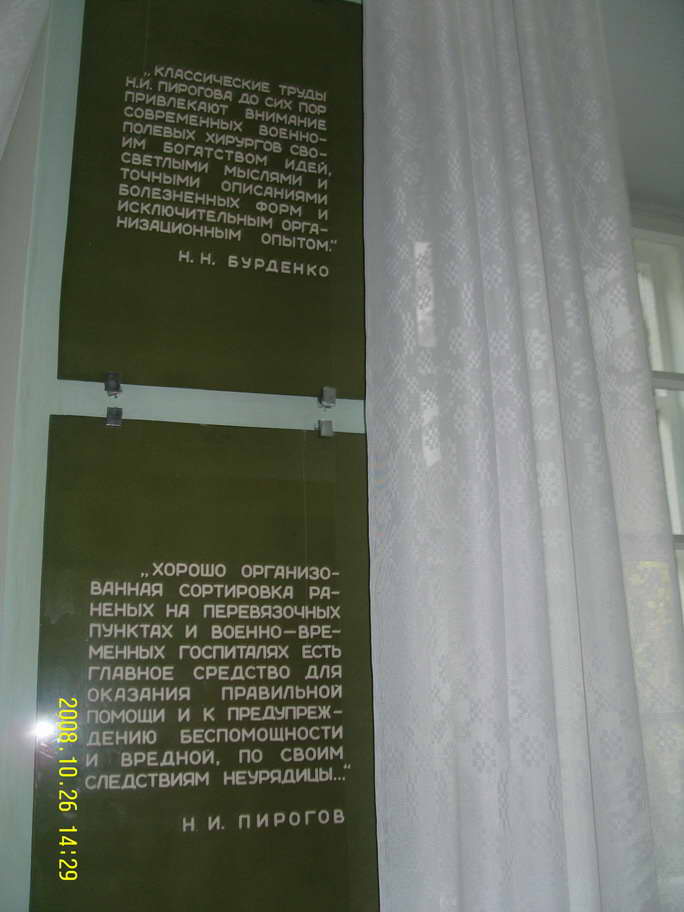 „КЛАССИЧЕСКИЕ ТРУДЫ
Н.И. ПИРОГОВА ДО СИХ ПОР
ПРИВЛЕКАЮТ ВНИМАНИЕ
СОВРЕМЕННЫХ ВОЕННО-
ПОЛЕВЫХ ХИРУРГОВ СВО-
ИМ БОГАТСТВОМ ИДЕЙ,
СВЕТЛЫМИ МЫСЛЯМИ И
ТОЧНЫМИ ОПИСАНИЯМИ
БОЛЕЗНЕННЫХ ФОРМ И
ИСКЛЮЧИТЕЛЬНЫМ ОРГА-
НИЗАЦИОННЫМ ОПЫТОМ."
Н. Н. БУРДЕНКО
„ХОРОШО ОРГАНИЗО-
ВАННАЯ СОРТИРОВКА РА-
НЕНЫХ НА ПЕРЕВЯЗОЧНЫХ
ПУНКТАХ И ВОЕННО-ВРЕ-
МЕННЫХ ГОСПИТАЛЯХ ЕСТЬ
ГЛАВНОЕ СРЕДСТВО ДЛЯ
ОКАЗАНИЯ ПРАВИЛЬНОЙ
ПОМОЩИ И К ПРЕДУПРЕЖ-
ДЕНИЮ БЕСПОМОЩНОСТИ
И ВРЕДНОЙ, ПО СВОИМ
СЛЕДСТВИЯМ НЕУРЯДИЦЫ..."
Н. И. ПИРОГОВ
2008.10.26 14:29